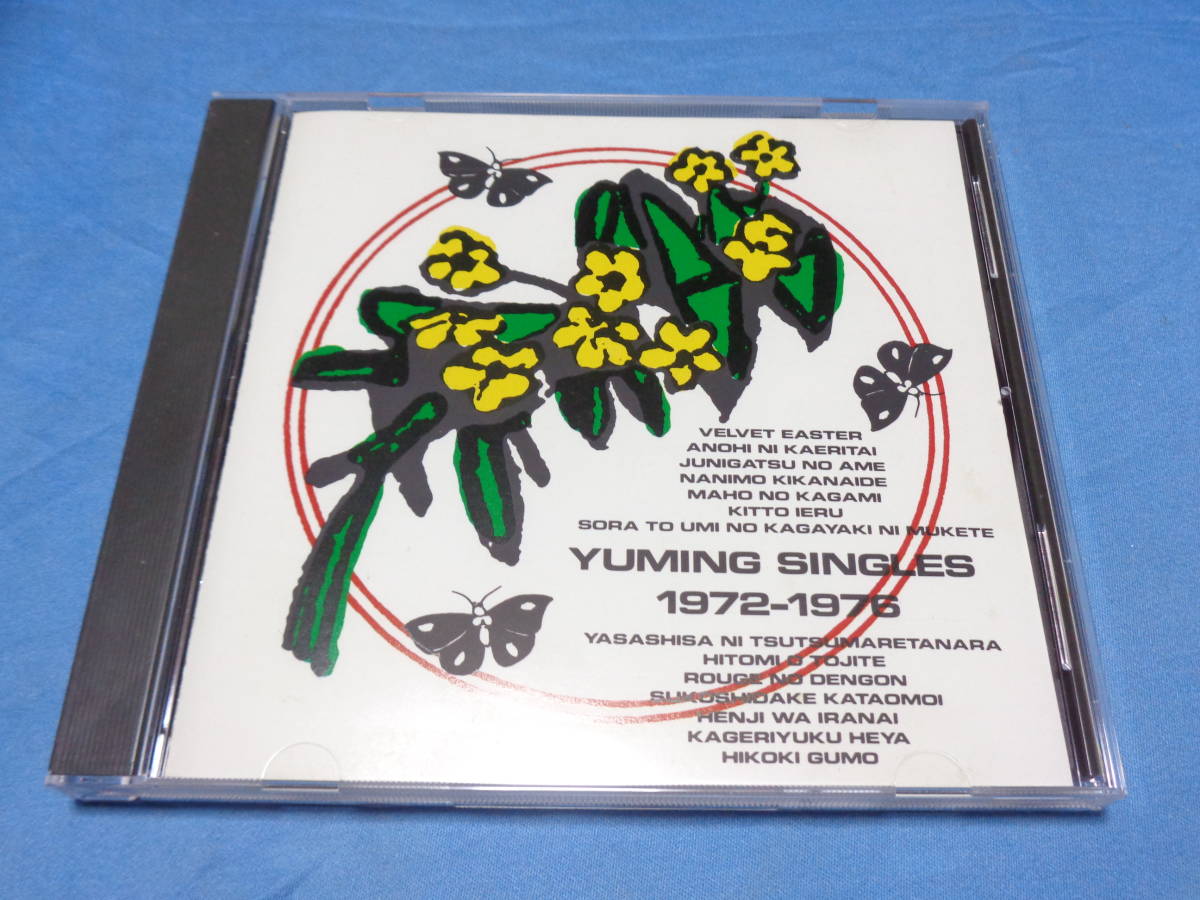 VELVET EASTER
ANOHI NI KAERITAI
JUNIGATSU NO AME
NANIMO KIKANAIDE
MAHO NO KAGAMI
KITTO IERU
SORA TO UMI NO KAGAYAKI NI MUKETE
YUMING SINGLES
1972-1976
YASASHISA NI TSUTSUMARETANARA
HITOMI O TOJITE
ROUGE NO DENGON
SUKOSHIDAKE KATAOMOI
HENJI WA IRANAI
KAGERIYUKU HEYA
HIKOKI GUMO